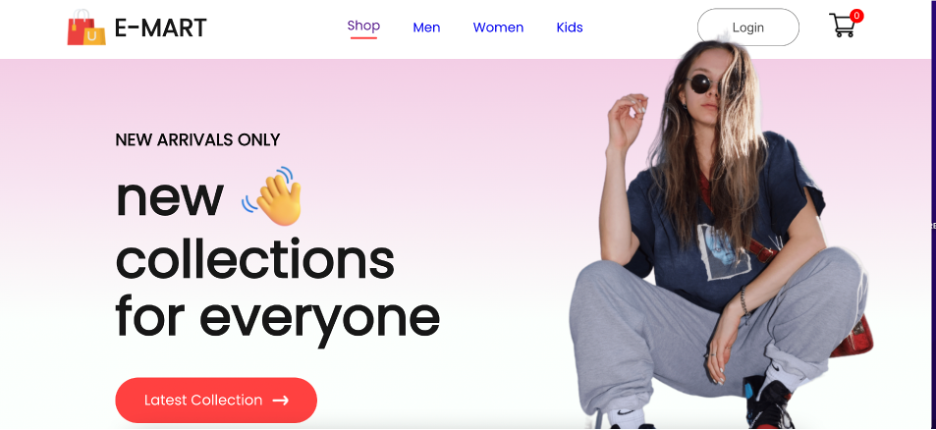 E-MART
Shop Men Women Kids
Login
0
NEW ARRIVALS ONLY
new
collections
for everyone
Latest Collection
U